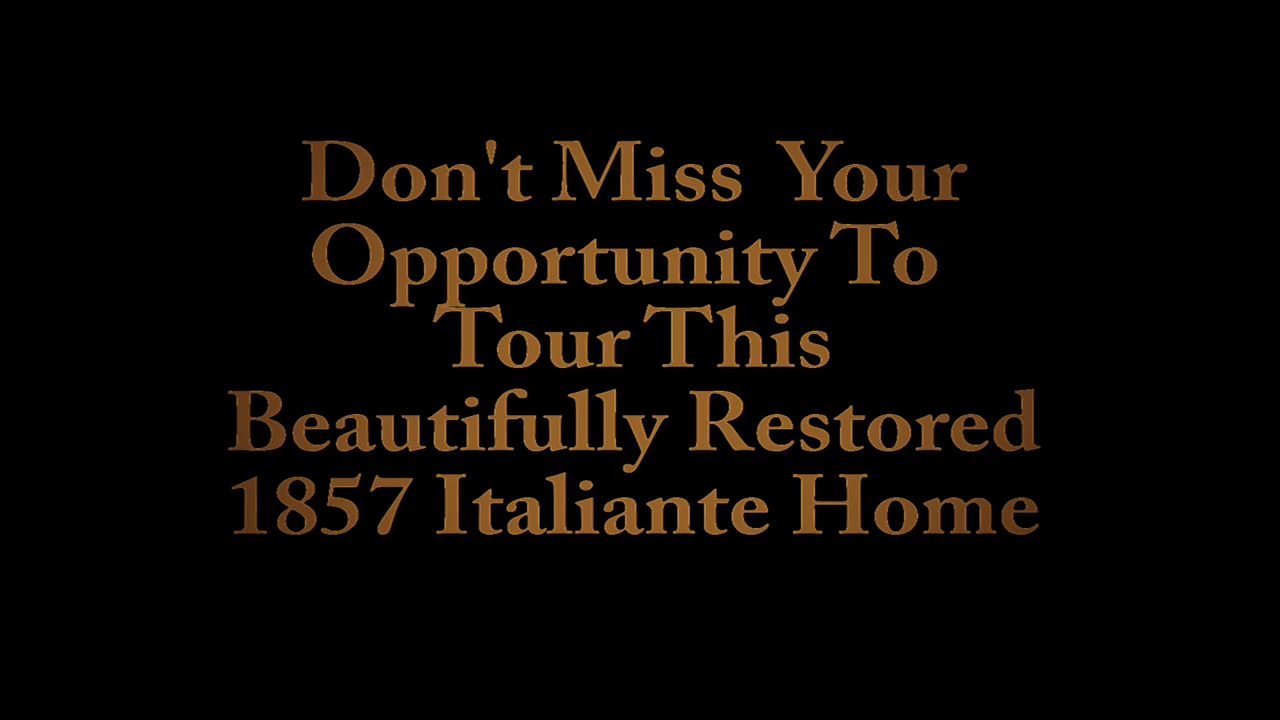 Don't Miss  Your
Opportunity To
Tour This
Beautifully Restored
1857 Italiante Home